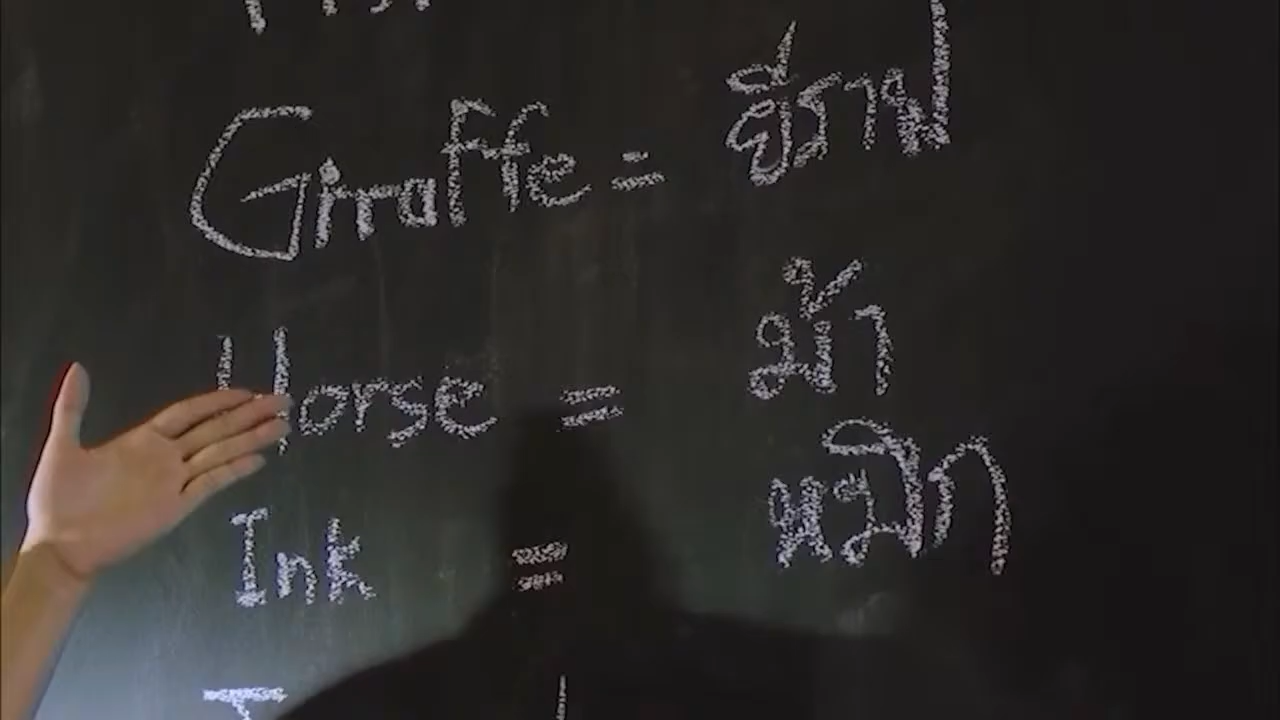 Giraffe = ยีราฟ
Horse = ม้า
Ink = หมึก